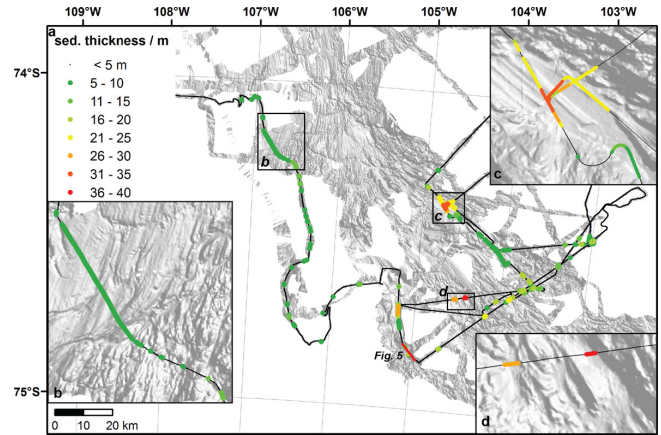 109°W 108°W 107°W 106°W 105°W 104°W 103°W
a
sed. thickness / m
< 5 m
5 - 10
11 - 15
16 - 20
21 - 25
26 - 30
31 - 35
36 - 40
74°S
75°S
b
c
d
Fig. 5
c
b
d
0 10 20
km